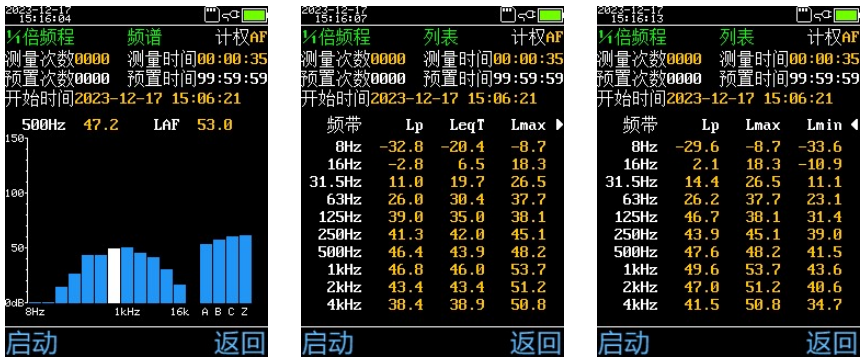 2023-12-17
15:16:04
1/1倍频程 频谱 计权AF
测量次数0000 测量时间00:00:35
预置次数0000 预置时间99:59:59
开始时间2023-12-17 15:06:21
500Hz 47.2 LAF 53.0
150
100
50
0dB
8Hz 1kHz 16k A B C Z
启动 返回
2023-12-17
15:16:07
1/1倍频程 列表 计权AF
测量次数0000 测量时间00:00:35
预置次数0000 预置时间99:59:59
开始时间2023-12-17 15:06:21
频带 Lp LeqT Lmax
8Hz -32.8 -20.4 -8.7
16Hz -2.8 6.5 18.3
31.5Hz 11.0 19.7 26.5
63Hz 26.0 30.4 37.7
125Hz 39.0 35.0 38.1
250Hz 41.3 42.0 45.1
500Hz 46.4 43.9 48.2
1kHz 46.8 46.0 53.7
2kHz 43.4 43.4 51.2
4kHz 38.4 38.9 50.8
启动 返回
2023-12-17
15:16:13
1/1倍频程 列表 计权AF
测量次数0000 测量时间00:00:35
预置次数0000 预置时间99:59:59
开始时间2023-12-17 15:06:21
频带 Lp Lmax Lmin
8Hz -29.6 -8.7 -33.6
16Hz 2.1 18.3 -10.9
31.5Hz 14.4 26.5 11.1
63Hz 26.2 37.7 23.1
125Hz 46.7 38.1 31.4
250Hz 43.9 45.1 39.0
500Hz 47.6 48.2 41.5
1kHz 49.6 53.7 43.6
2kHz 47.0 51.2 40.6
4kHz 41.5 50.8 34.7
启动 返回